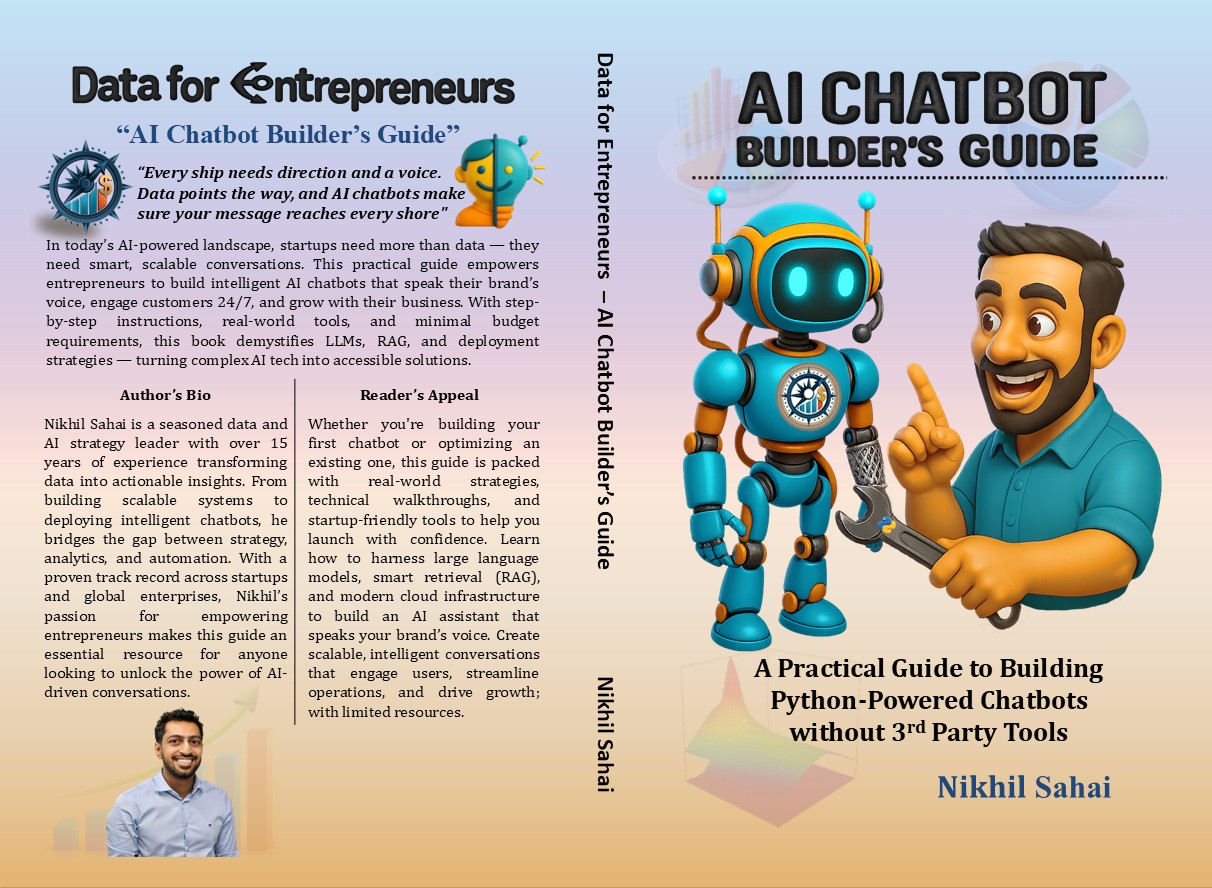 Data for Entrepreneurs
“AI Chatbot Builder’s Guide”
“Every ship needs direction and a voice.
Data points the way, and AI chatbots make
sure your message reaches every shore"
In today’s AI-powered landscape, startups need more than data — they
need smart, scalable conversations. This practical guide empowers
entrepreneurs to build intelligent AI chatbots that speak their brand’s
voice, engage customers 24/7, and grow with their business. With step-
by-step instructions, real-world tools, and minimal budget
requirements, this book demystifies LLMs, RAG, and deployment
strategies — turning complex AI tech into accessible solutions.
Author’s Bio
Nikhil Sahai is a seasoned data and
AI strategy leader with over 15
years of experience transforming
data into actionable insights. From
building scalable systems to
deploying intelligent chatbots, he
bridges the gap between strategy,
analytics, and automation. With a
proven track record across startups
and global enterprises, Nikhil’s
passion for empowering
entrepreneurs makes this guide an
essential resource for anyone
looking to unlock the power of AI-
driven conversations.
Reader’s Appeal
Whether you're building your
first chatbot or optimizing an
existing one, this guide is packed
with real-world strategies,
technical walkthroughs, and
startup-friendly tools to help you
launch with confidence. Learn
how to harness large language
models, smart retrieval (RAG),
and modern cloud infrastructure
to build an AI assistant that
speaks your brand’s voice. Create
scalable, intelligent conversations
that engage users, streamline
operations, and drive growth;
with limited resources.
Data for Entrepreneurs – AI Chatbot Builder’s Guide
Nikhil Sahai
AI CHATBOT
BUILDER'S GUIDE
A Practical Guide to Building
Python-Powered Chatbots
without 3rd Party Tools
Nikhil Sahai